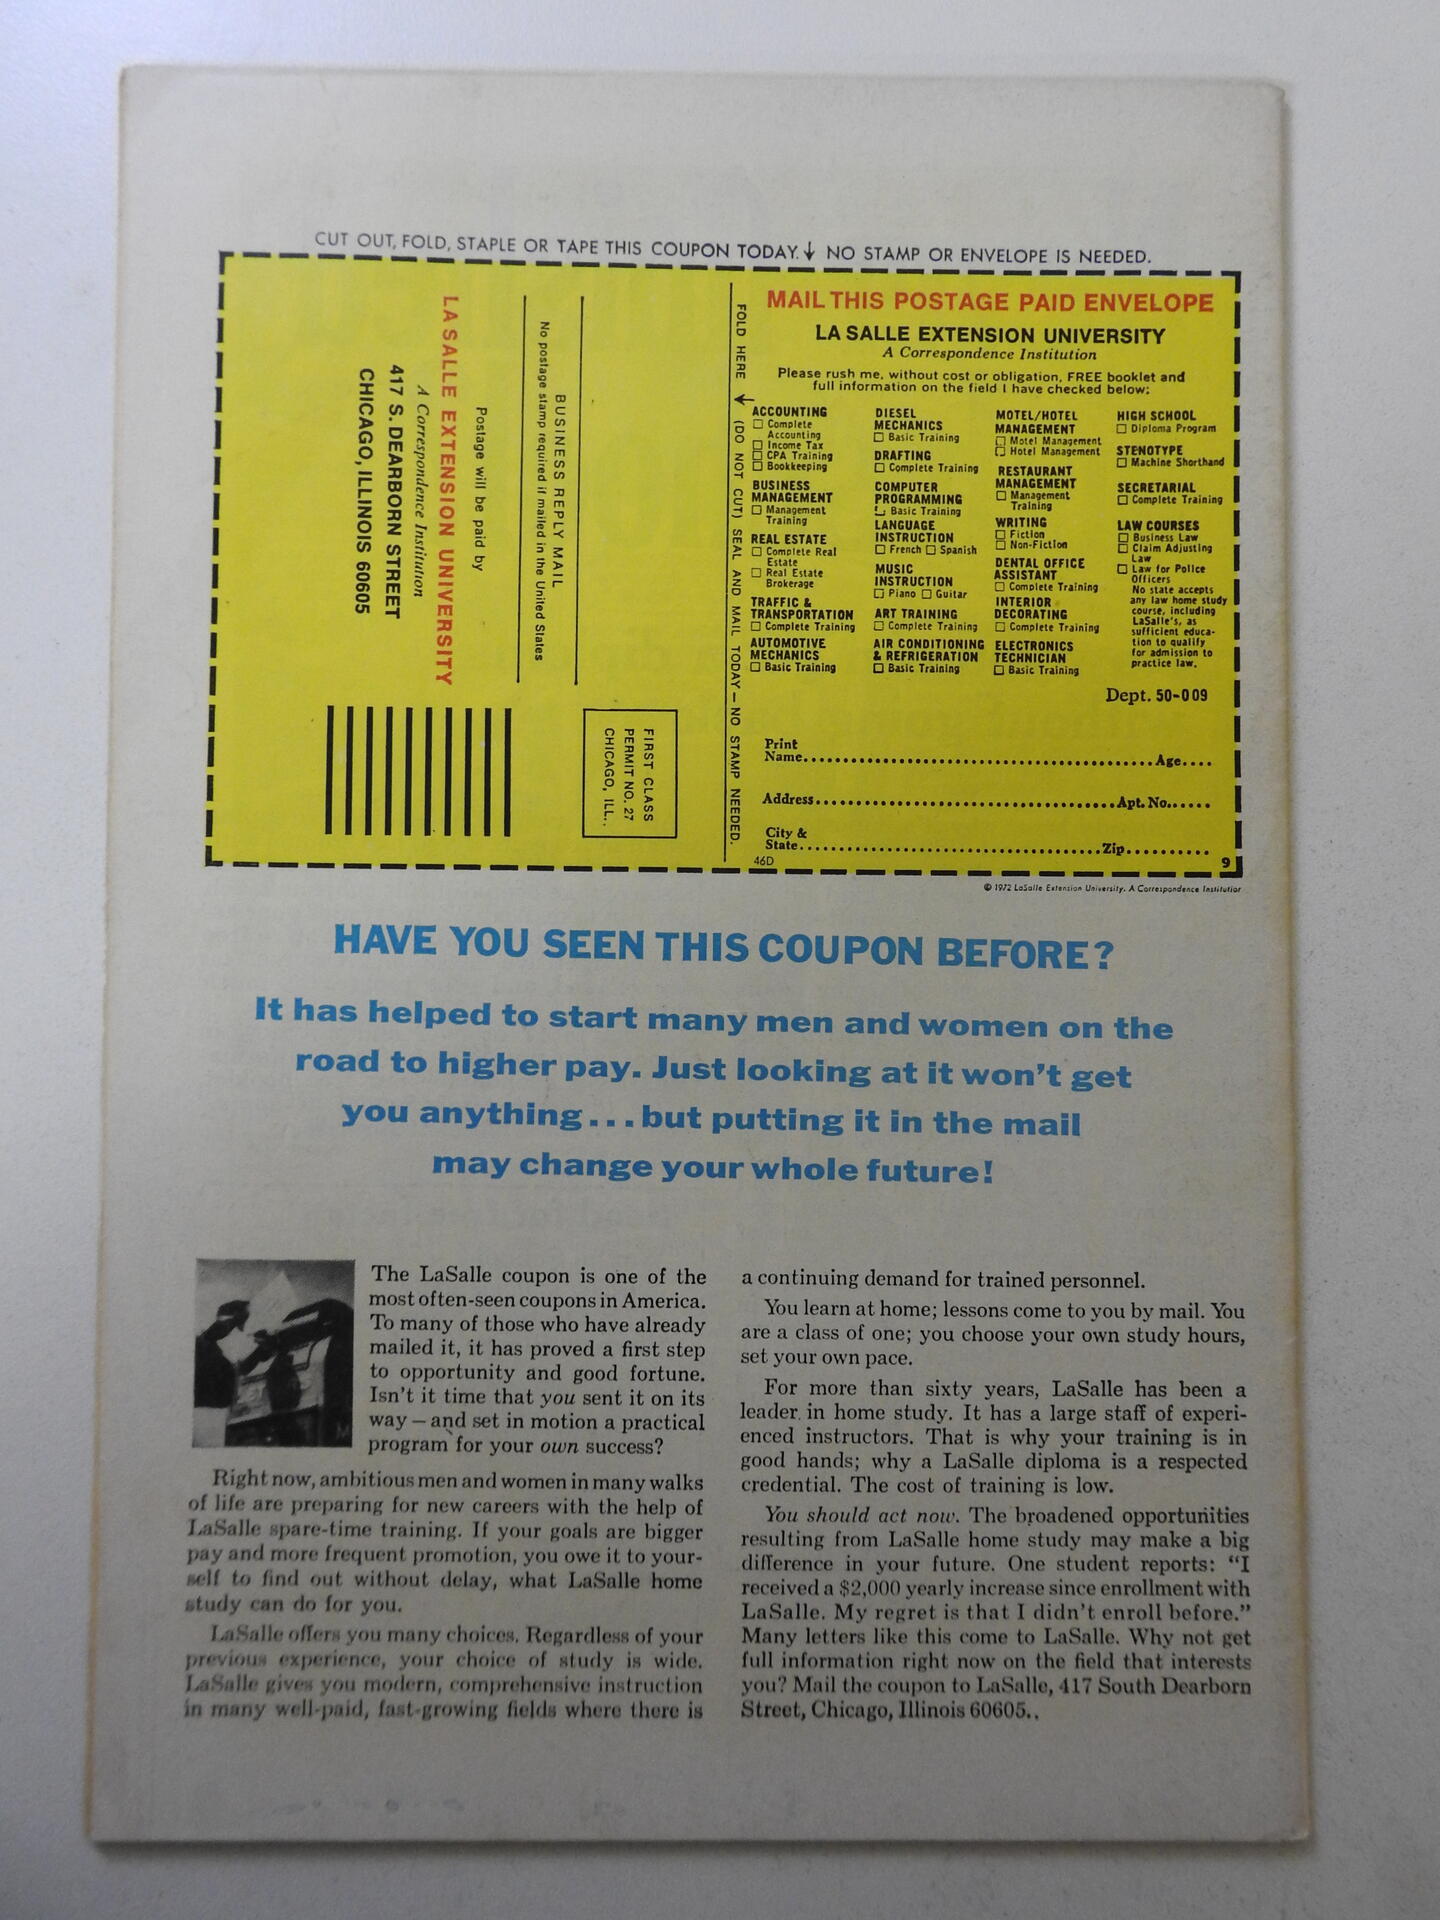 CUT OUT, FOLD, STAPLE OR TAPE THIS COUPON TODAY.↓ NO STAMP OR ENVELOPE IS NEEDED.
FIRST CLASS
PERMIT NO. 27
CHICAGO, ILL..
BUSINESS REPLY MAIL
No postage stamp required if mailed in the United States
Postage will be paid by
LA SALLE EXTENSION UNIVERSITY
A Correspondence Institution
417 S. DEARBORN STREET
CHICAGO, ILLINOIS 60605
FOLD HERE ↓ (DO NOT CUT) SEAL AND MAIL TODAY — NO STAMP NEEDED.
MAIL THIS POSTAGE PAID ENVELOPE
LA SALLE EXTENSION UNIVERSITY
A Correspondence Institution
Please rush me, without cost or obligation, FREE booklet and
full information on the field I have checked below:
ACCOUNTING
☐ Complete
Accounting
☐ Income Tax
☐ CPA Training
☐ Bookkeeping
BUSINESS
MANAGEMENT
☐ Management
Training
REAL ESTATE
☐ Complete Real
Estate
☐ Real Estate
Brokerage
TRAFFIC &
TRANSPORTATION
☐ Complete Training
AUTOMOTIVE
MECHANICS
☐ Basic Training
DIESEL
MECHANICS
☐ Basic Training
DRAFTING
☐ Complete Training
COMPUTER
PROGRAMMING
☐ Basic Training
LANGUAGE
INSTRUCTION
☐ French ☐ Spanish
MUSIC
INSTRUCTION
☐ Piano ☐ Guitar
ART TRAINING
☐ Complete Training
AIR CONDITIONING
& REFRIGERATION
☐ Basic Training
MOTEL/HOTEL
MANAGEMENT
☐ Motel Management
☐ Hotel Management
RESTAURANT
MANAGEMENT
☐ Management
Training
WRITING
☐ Fiction
☐ Non-Fiction
DENTAL OFFICE
ASSISTANT
☐ Complete Training
INTERIOR
DECORATING
☐ Complete Training
ELECTRONICS
TECHNICIAN
☐ Basic Training
HIGH SCHOOL
☐ Diploma Program
STENOTYPE
☐ Machine Shorthand
SECRETARIAL
☐ Complete Training
LAW COURSES
☐ Business Law
☐ Claim Adjusting
Law
☐ Law for Police
Officers
No state accepts
any law home study
course, including
LaSalle's, as
sufficient educa-
tion to qualify
for admission to
practice law.
Dept. 50-009
Print
Name.......................................Age....
Address.................................Apt. No......
City &
State...................................Zip..........
46D 9
© 1972 LaSalle Extension University. A Correspondence Institution
HAVE YOU SEEN THIS COUPON BEFORE?
It has helped to start many men and women on the
road to higher pay. Just looking at it won't get
you anything...but putting it in the mail
may change your whole future!
The LaSalle coupon is one of the
most often-seen coupons in America.
To many of those who have already
mailed it, it has proved a first step
to opportunity and good fortune.
Isn't it time that you sent it on its
way — and set in motion a practical
program for your own success?
Right now, ambitious men and women in many walks
of life are preparing for new careers with the help of
LaSalle spare-time training. If your goals are bigger
pay and more frequent promotion, you owe it to your-
self to find out without delay, what LaSalle home
study can do for you.
LaSalle offers you many choices. Regardless of your
previous experience, your choice of study is wide.
LaSalle gives you modern, comprehensive instruction
in many well-paid, fast-growing fields where there is
a continuing demand for trained personnel.
You learn at home; lessons come to you by mail. You
are a class of one; you choose your own study hours,
set your own pace.
For more than sixty years, LaSalle has been a
leader in home study. It has a large staff of experi-
enced instructors. That is why your training is in
good hands; why a LaSalle diploma is a respected
credential. The cost of training is low.
You should act now. The broadened opportunities
resulting from LaSalle home study may make a big
difference in your future. One student reports: "I
received a $2,000 yearly increase since enrollment with
LaSalle. My regret is that I didn't enroll before."
Many letters like this come to LaSalle. Why not get
full information right now on the field that interests
you? Mail the coupon to LaSalle, 417 South Dearborn
Street, Chicago, Illinois 60605..